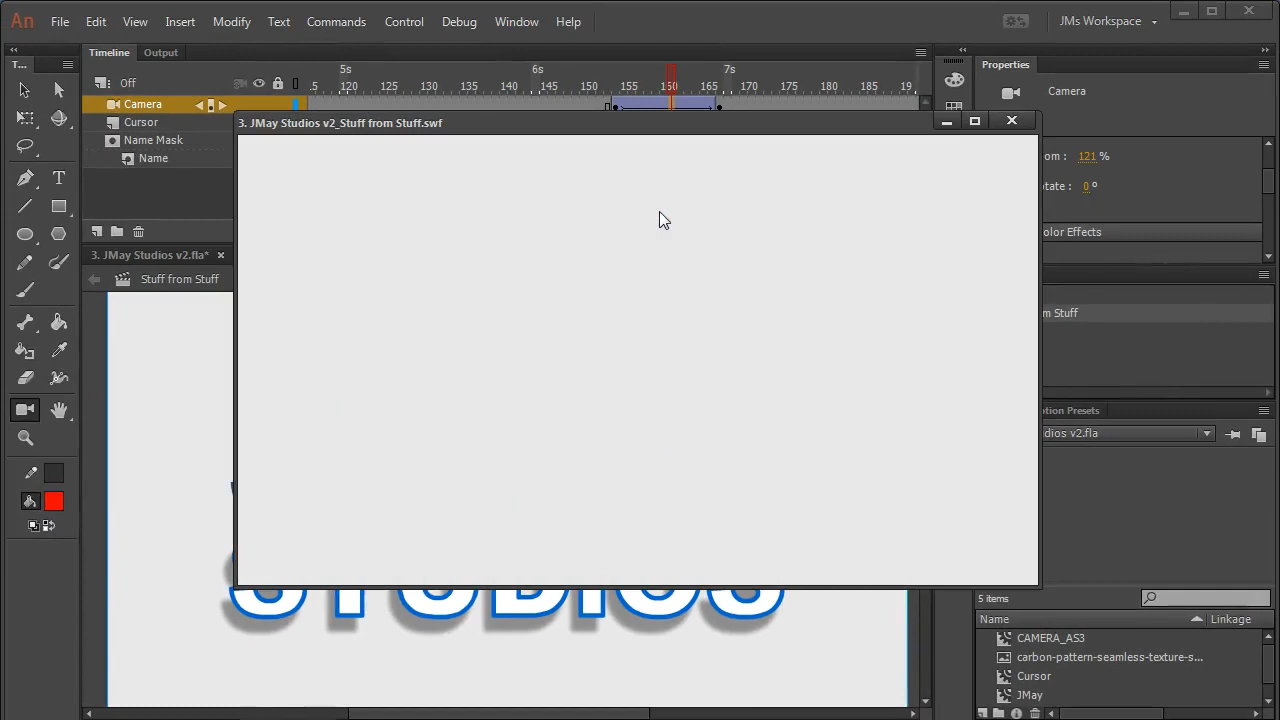 An File Edit View Insert Modify Text Commands Control Debug Window Help JMs Workspace
T... Timeline Output Properties
Off 5s 6s 7s
.5 120 125 130 135 140 145 150 155 160 165 170 175 180 185 19
Camera Camera
Cursor
3. JMay Studios v2_Stuff from Stuff.swf
Name Mask
Name
om : 121 %
otate : 0 º
olor Effects
3. JMay Studios v2.fla*
Stuff from Stuff
m Stuff
otion Presets
udios v2.fla
STUDIOS
5 items
Name Linkage
CAMERA_AS3
carbon-pattern-seamless-texture-s...
Cursor
JMay